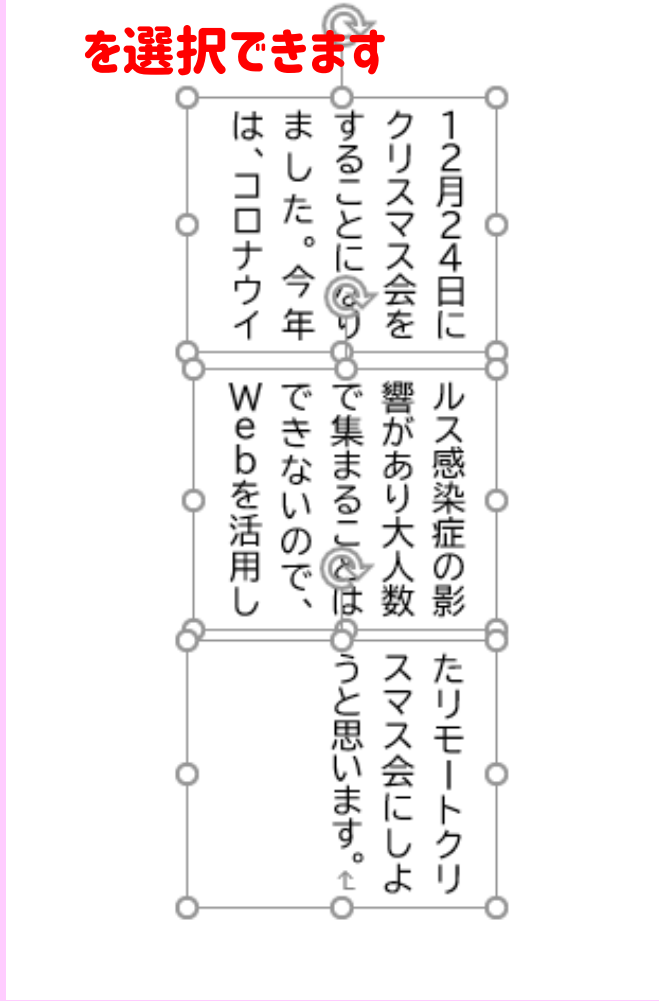 を選択できます
12月24日に
クリスマス会を
することになり
ました。今年
は、コロナウイ
ルス感染症の影
響があり大人数
で集まることは
できないので、
Webを活用し
たリモートクリ
スマス会にしよ
うと思います。